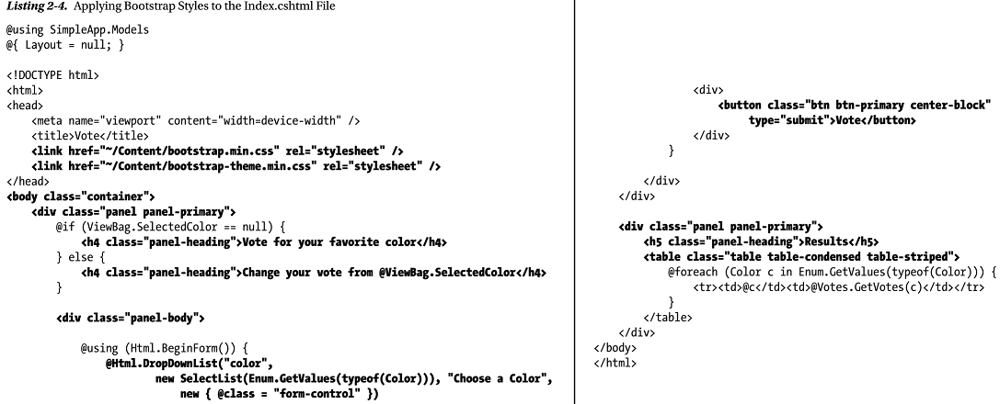 Listing 2-4. Applying Bootstrap Styles to the Index.cshtml File
@using SimpleApp.Models
@{ Layout = null; }
<!DOCTYPE html>
<html>
<head>
    <meta name="viewport" content="width=device-width" />
    <title>Vote</title>
    <link href="~/Content/bootstrap.min.css" rel="stylesheet" />
    <link href="~/Content/bootstrap-theme.min.css" rel="stylesheet" />
</head>
<body class="container">
    <div class="panel panel-primary">
        @if (ViewBag.SelectedColor == null) {
            <h4 class="panel-heading">Vote for your favorite color</h4>
        } else {
            <h4 class="panel-heading">Change your vote from @ViewBag.SelectedColor</h4>
        }
        <div class="panel-body">
            @using (Html.BeginForm()) {
                @Html.DropDownList("color",
                        new SelectList(Enum.GetValues(typeof(Color))), "Choose a Color",
                            new { @class = "form-control" })
                <div>
                    <button class="btn btn-primary center-block"
                         type="submit">Vote</button>
                </div>
            }
        </div>
    </div>
    <div class="panel panel-primary">
        <h5 class="panel-heading">Results</h5>
        <table class="table table-condensed table-striped">
            @foreach (Color c in Enum.GetValues(typeof(Color))) {
                <tr><td>@c</td><td>@Votes.GetVotes(c)</td></tr>
            }
        </table>
    </div>
</body>
</html>